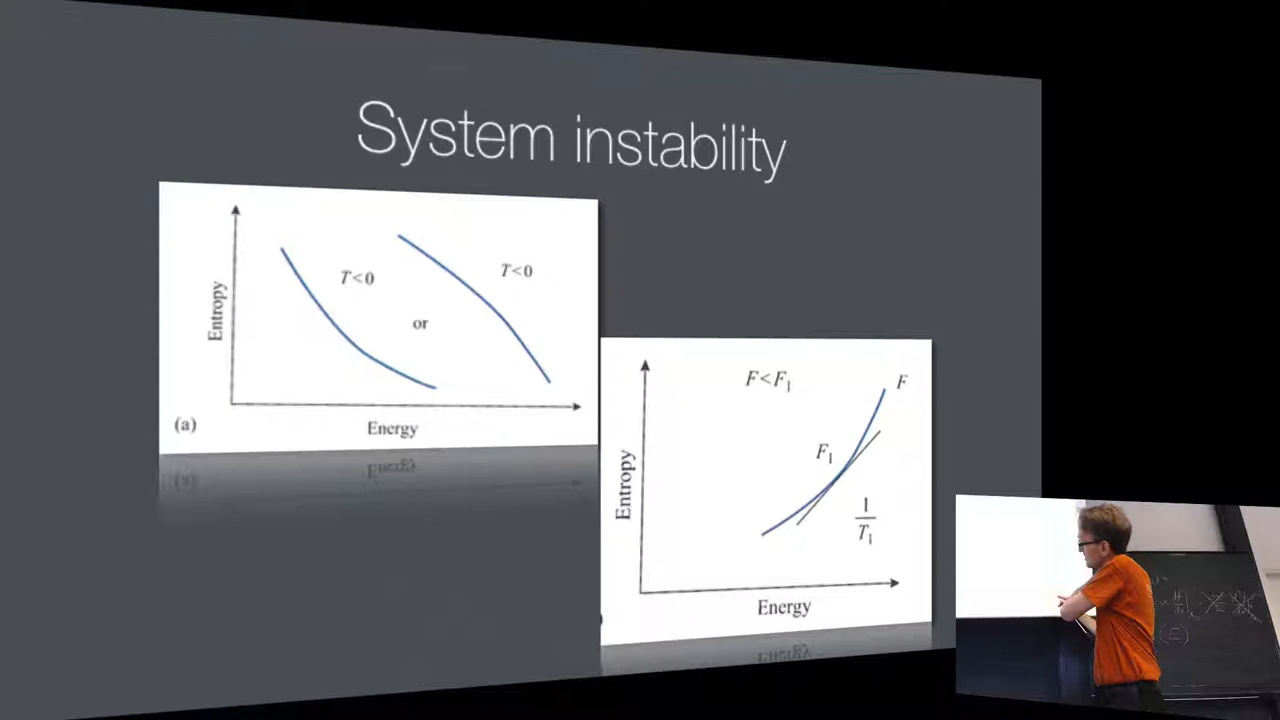 System instability
Entropy
T<0
T<0
or
(a)
Energy
Entropy
F<F₁
F
F₁
1
T₁
Energy
(E)